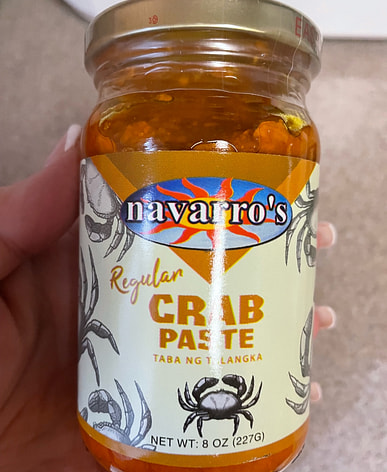 navarro's
Regular
CRAB
PASTE
TABA NG TALANGKA
NET WT: 8 OZ (227G)